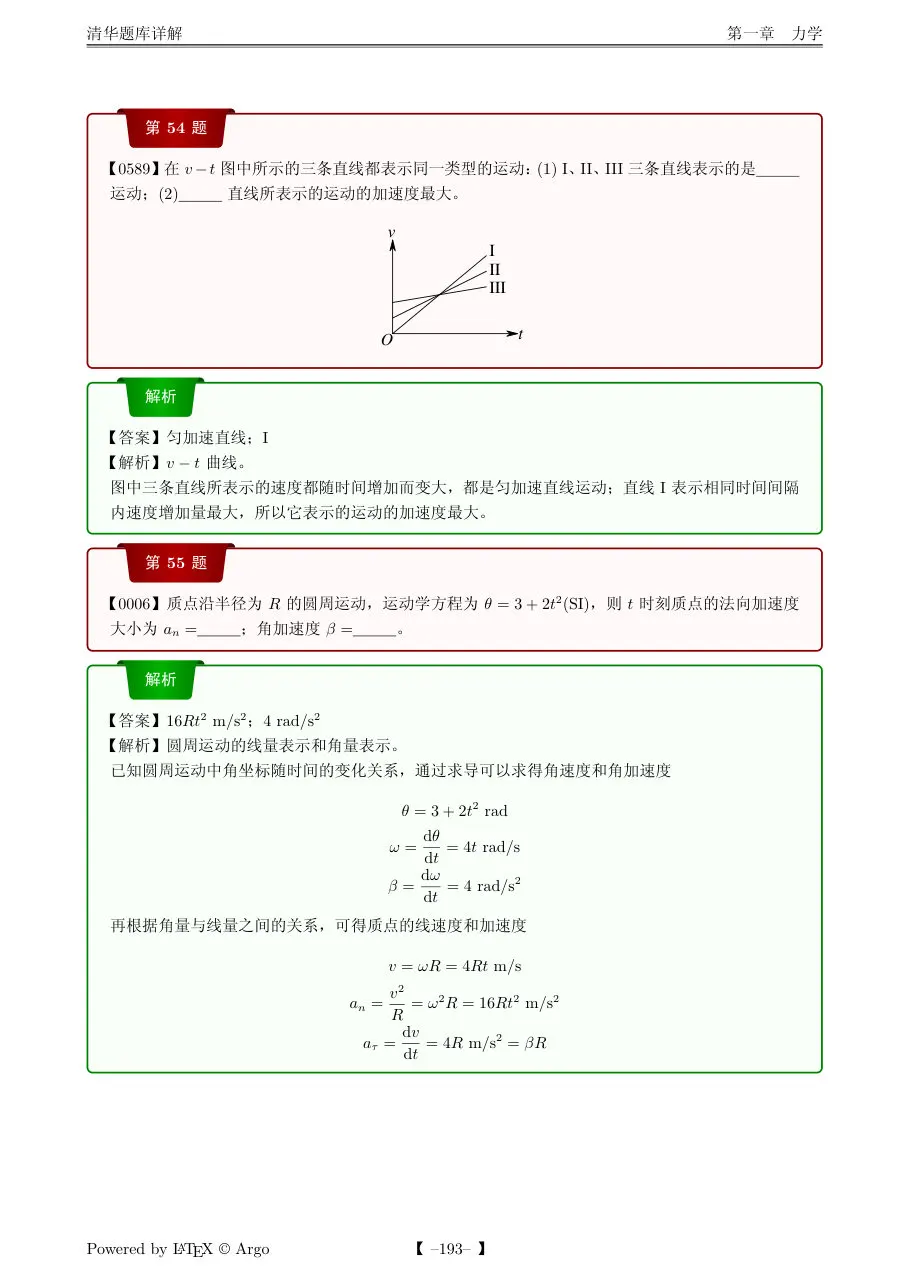 清华题库详解 第一章 力学
第 54 题
【0589】在 v − t 图中所示的三条直线都表示同一类型的运动：(1) I、II、III 三条直线表示的是_____
运动；(2)_____ 直线所表示的运动的加速度最大。
v
I
II
III
O t
解析
【答案】匀加速直线；I
【解析】v − t 曲线。
图中三条直线所表示的速度都随时间增加而变大，都是匀加速直线运动；直线 I 表示相同时间间隔
内速度增加量最大，所以它表示的运动的加速度最大。
第 55 题
【0006】质点沿半径为 R 的圆周运动，运动学方程为 θ = 3 + 2t²(SI)，则 t 时刻质点的法向加速度
大小为 aₙ =_____；角加速度 β =_____。
解析
【答案】16Rt² m/s²；4 rad/s²
【解析】圆周运动的线量表示和角量表示。
已知圆周运动中角坐标随时间的变化关系，通过求导可以求得角速度和角加速度
θ = 3 + 2t² rad
ω = dθ/dt = 4t rad/s
β = dω/dt = 4 rad/s²
再根据角量与线量之间的关系，可得质点的线速度和加速度
v = ωR = 4Rt m/s
aₙ = v²/R = ω²R = 16Rt² m/s²
a_τ = dv/dt = 4R m/s² = βR
Powered by LATEX © Argo 【 –193– 】